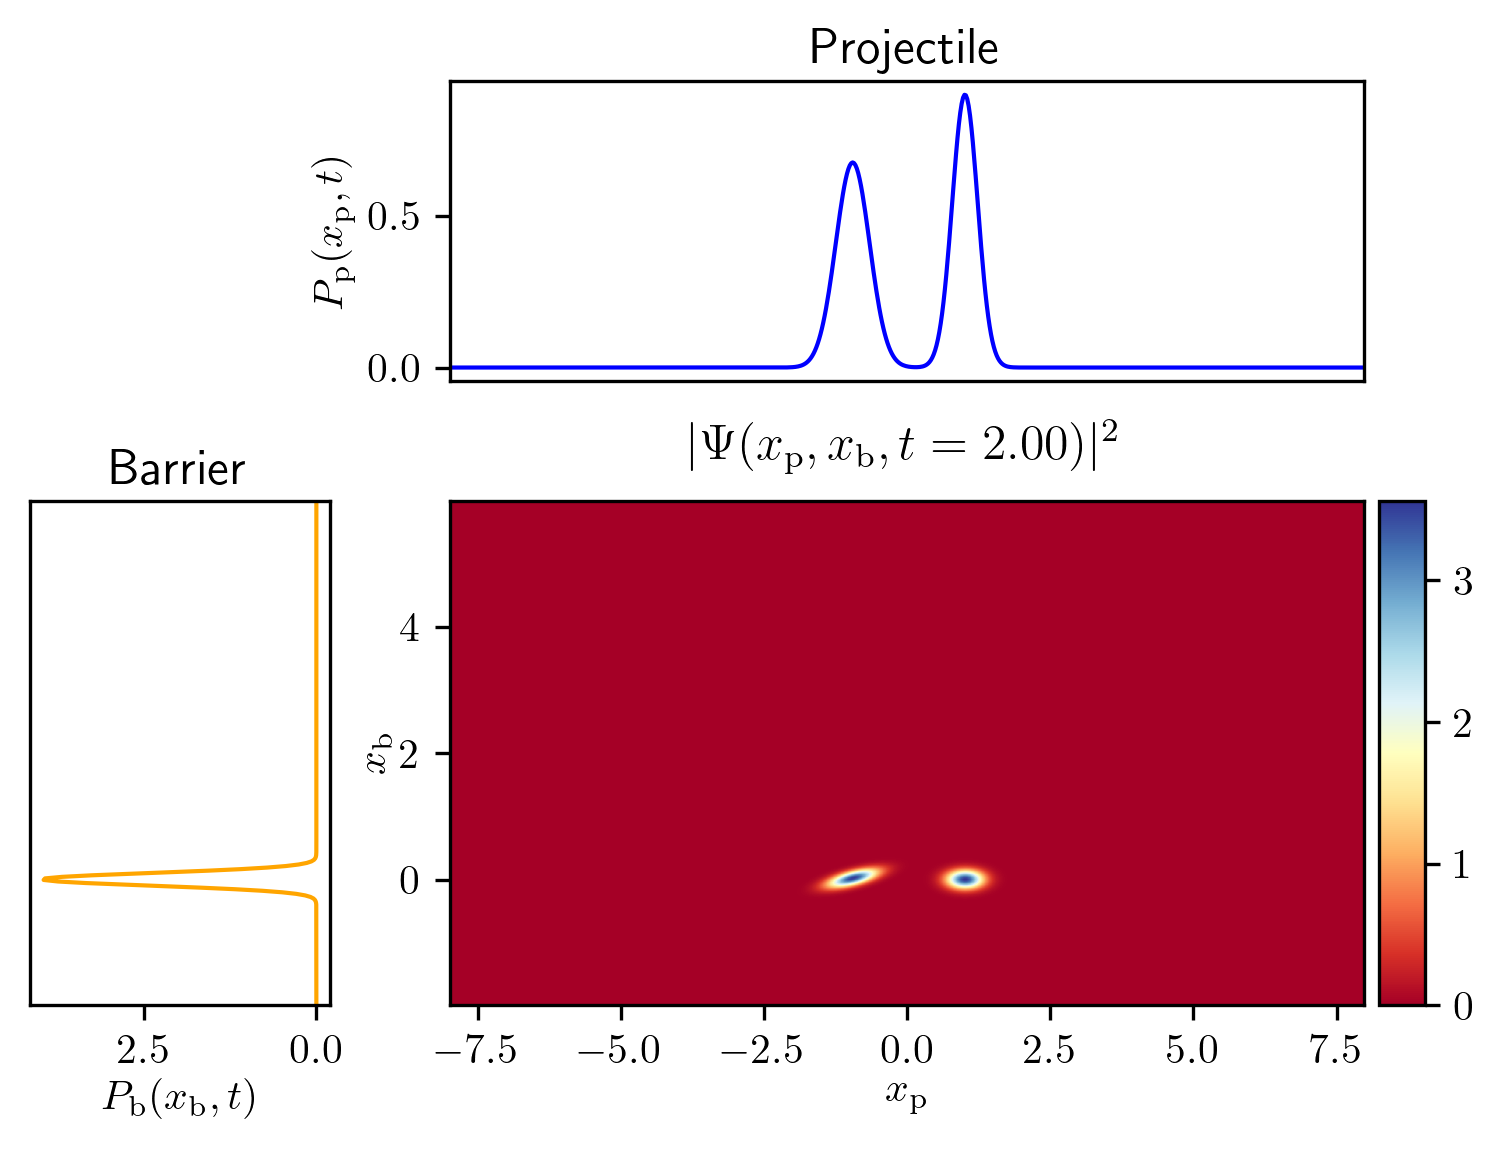 Projectile
P_p(x_p, t)
0.5
0.0
|Ψ(x_p, x_b, t = 2.00)|²
Barrier
x_b
4
2
0
3
2
1
0
2.5 0.0
P_b(x_b, t)
−7.5 −5.0 −2.5 0.0 2.5 5.0 7.5
x_p